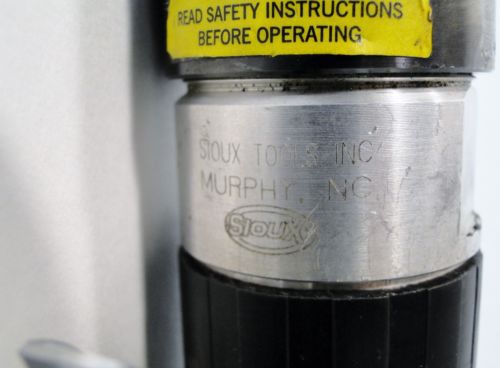 READ SAFETY INSTRUCTIONS
BEFORE OPERATING
SIOUX TOOLS INC
MURPHY, NC
SIOUX